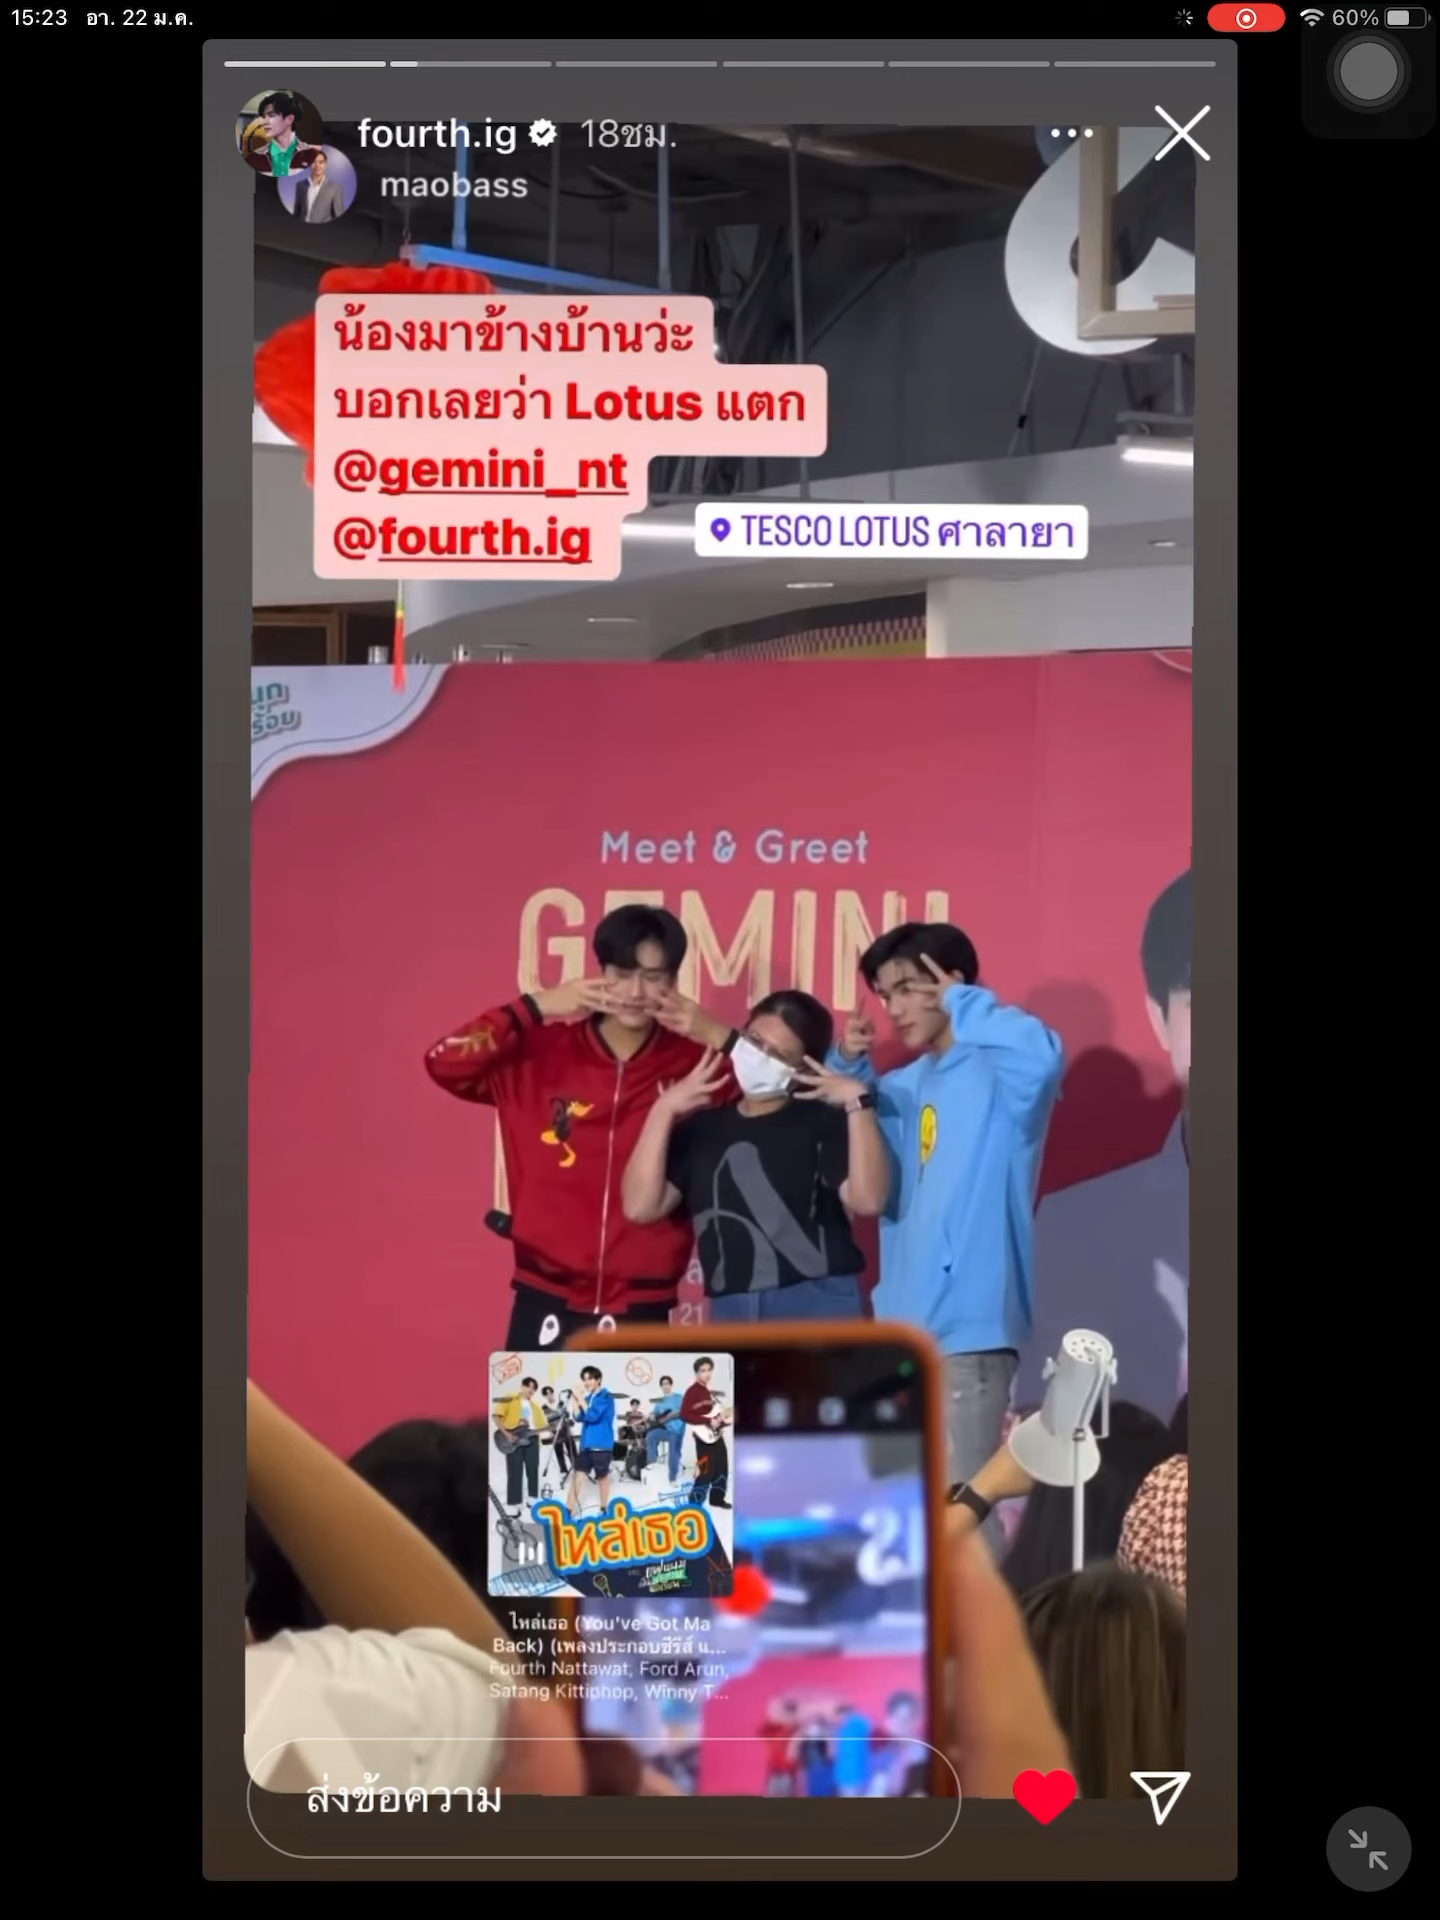 15:23 อา. 22 ม.ค.
60%
fourth.ig 18ชม.
maobass
น้องมาข้างบ้านว่ะ
บอกเลยว่า Lotus แตก
@gemini_nt
@fourth.ig
TESCO LOTUS ศาลายา
Meet & Greet
GEMINI
21
ไหล่เธอ
ไหล่เธอ (You've Got Ma
Back) (เพลงประกอบซีรีส์ แ...
Fourth Nattawat, Ford Arun,
Satang Kittiphop, Winny T...
ส่งข้อความ